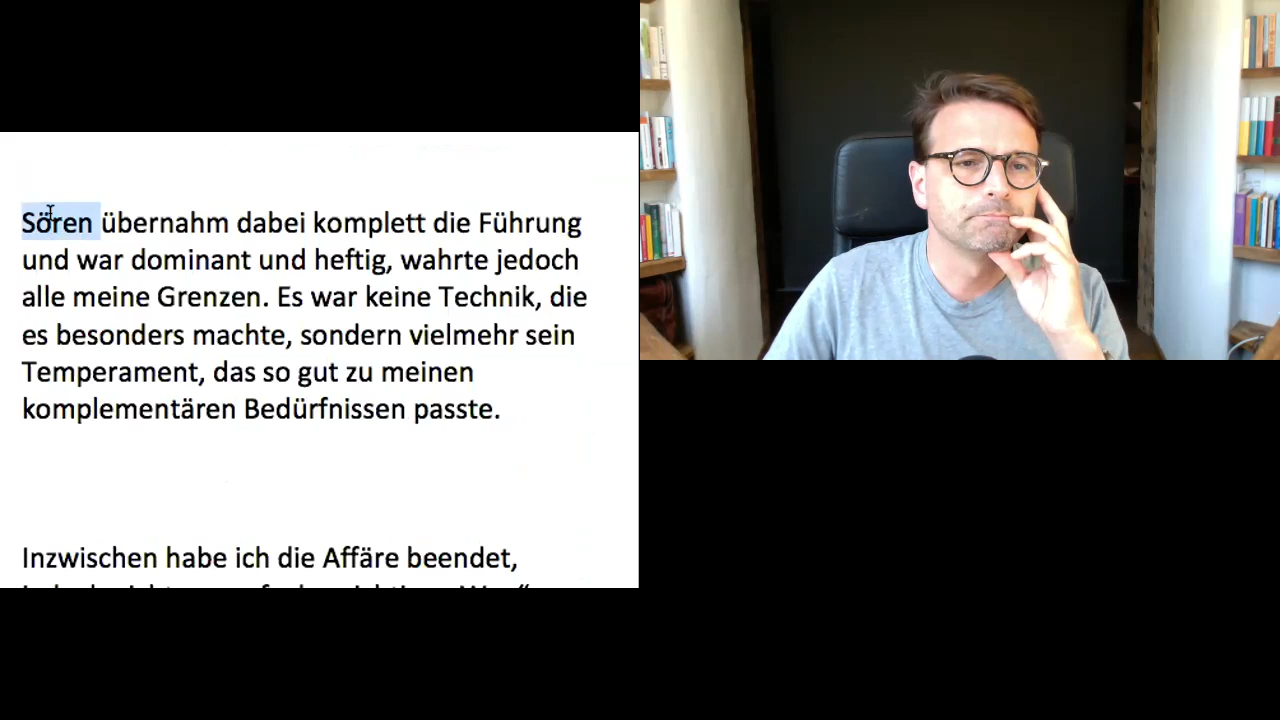 Sören übernahm dabei komplett die Führung
und war dominant und heftig, wahrte jedoch
alle meine Grenzen. Es war keine Technik, die
es besonders machte, sondern vielmehr sein
Temperament, das so gut zu meinen
komplementären Bedürfnissen passte.
Inzwischen habe ich die Affäre beendet,